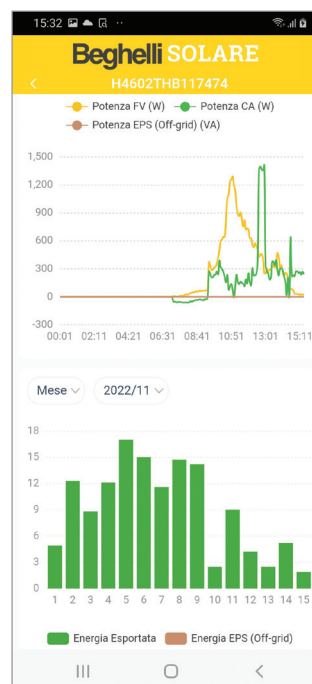 15:32
Beghelli SOLARE
H4602THB117474
Potenza FV (W) Potenza CA (W)
Potenza EPS (Off-grid) (VA)
1,500
1,200
900
600
300
0
-300
00:01 02:11 04:21 06:31 08:41 10:51 13:01 15:11
Mese 2022/11
18
15
12
9
6
3
0
1 2 3 4 5 6 7 8 9 10 11 12 13 14 15
Energia Esportata Energia EPS (Off-grid)